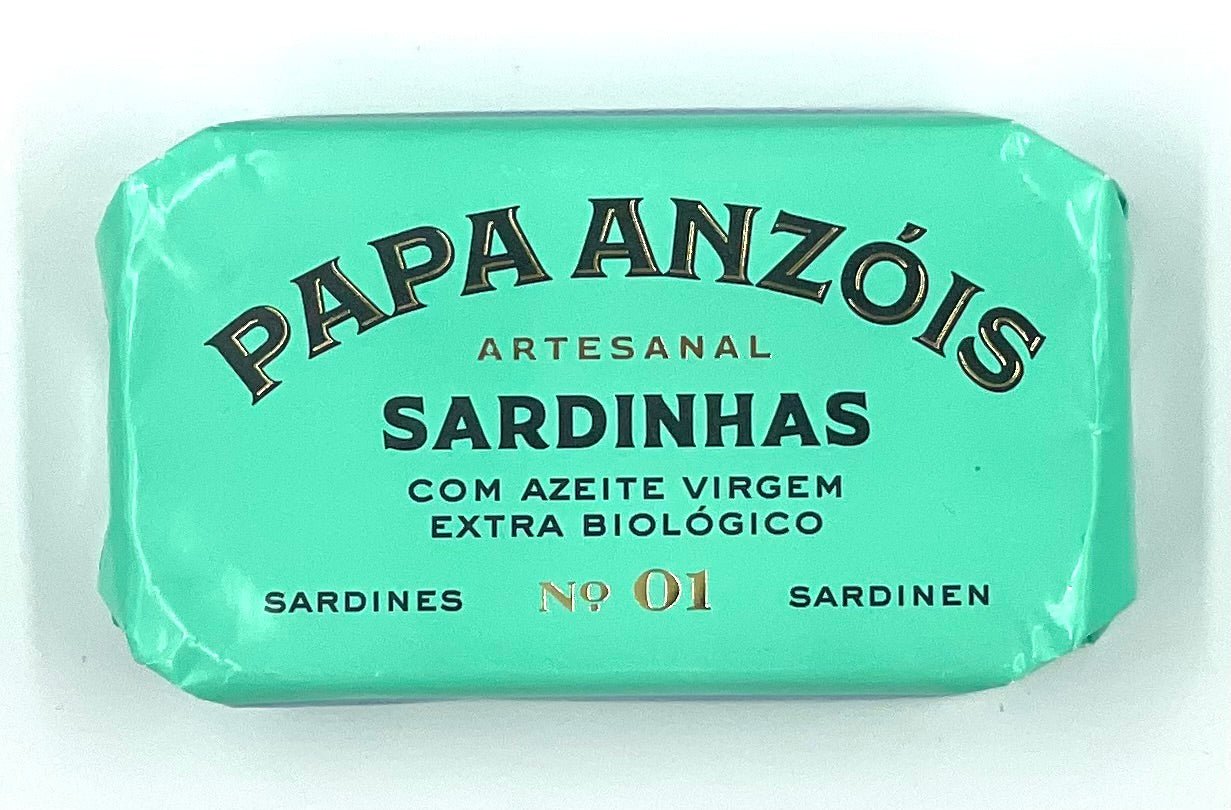 PAPA ANZÓIS
ARTESANAL
SARDINHAS
COM AZEITE VIRGEM
EXTRA BIOLÓGICO
SARDINES Nº 01 SARDINEN